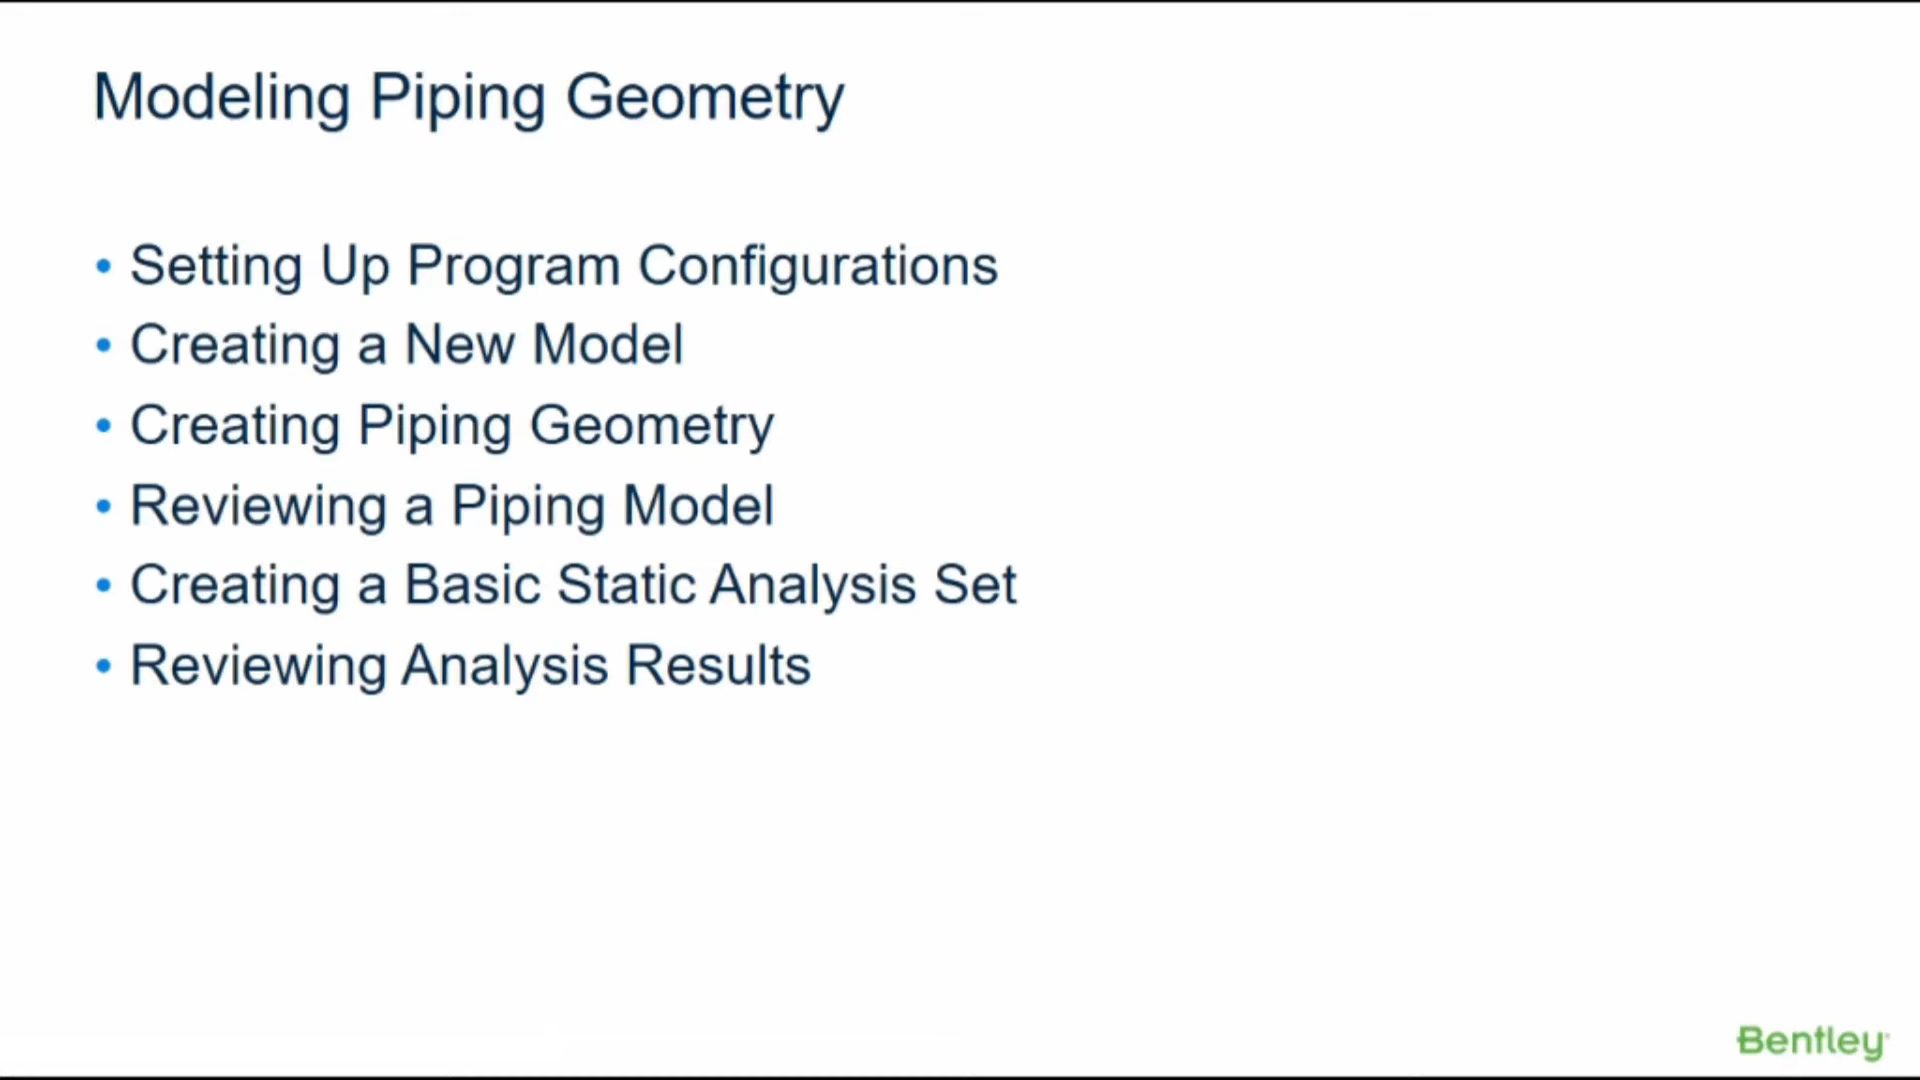 Modeling Piping Geometry
• Setting Up Program Configurations
• Creating a New Model
• Creating Piping Geometry
• Reviewing a Piping Model
• Creating a Basic Static Analysis Set
• Reviewing Analysis Results
Bentley